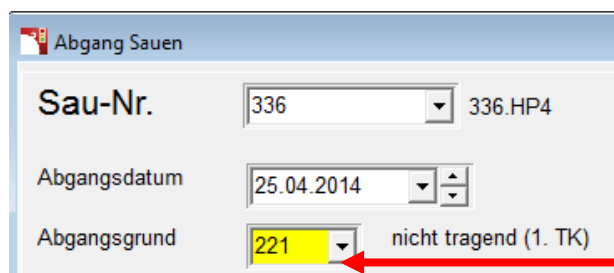 Abgang Sauen
Sau-Nr. 336 336.HP4
Abgangsdatum 25.04.2014
Abgangsgrund 221 nicht tragend (1. TK)